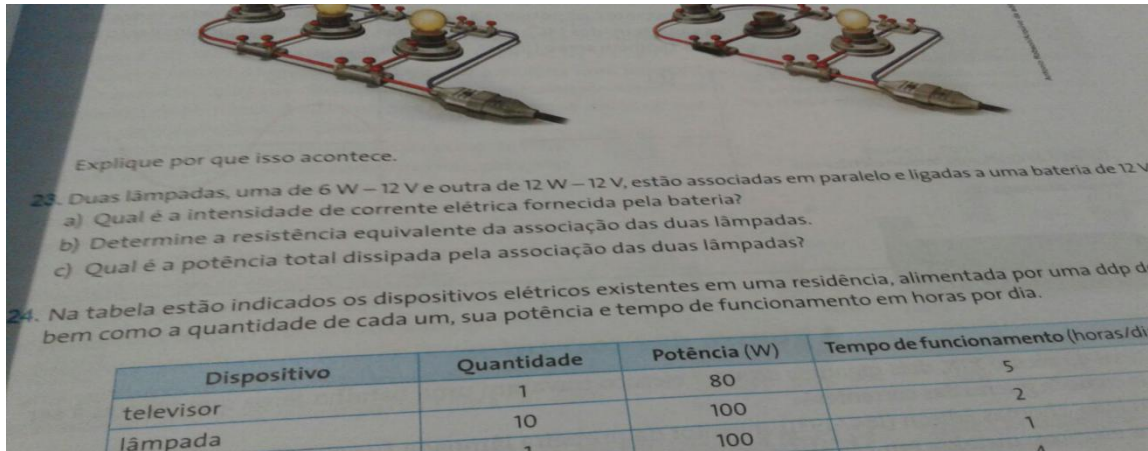 Explique por que isso acontece.
23. Duas lâmpadas, uma de 6 W – 12 V e outra de 12 W – 12 V, estão associadas em paralelo e ligadas a uma bateria de 12 V
a) Qual é a intensidade de corrente elétrica fornecida pela bateria?
b) Determine a resistência equivalente da associação das duas lâmpadas.
c) Qual é a potência total dissipada pela associação das duas lâmpadas?
24. Na tabela estão indicados os dispositivos elétricos existentes em uma residência, alimentada por uma ddp d
bem como a quantidade de cada um, sua potência e tempo de funcionamento em horas por dia.
Dispositivo Quantidade Potência (W) Tempo de funcionamento (horas/di
televisor 1 80 5
lâmpada 10 100 2
100 1